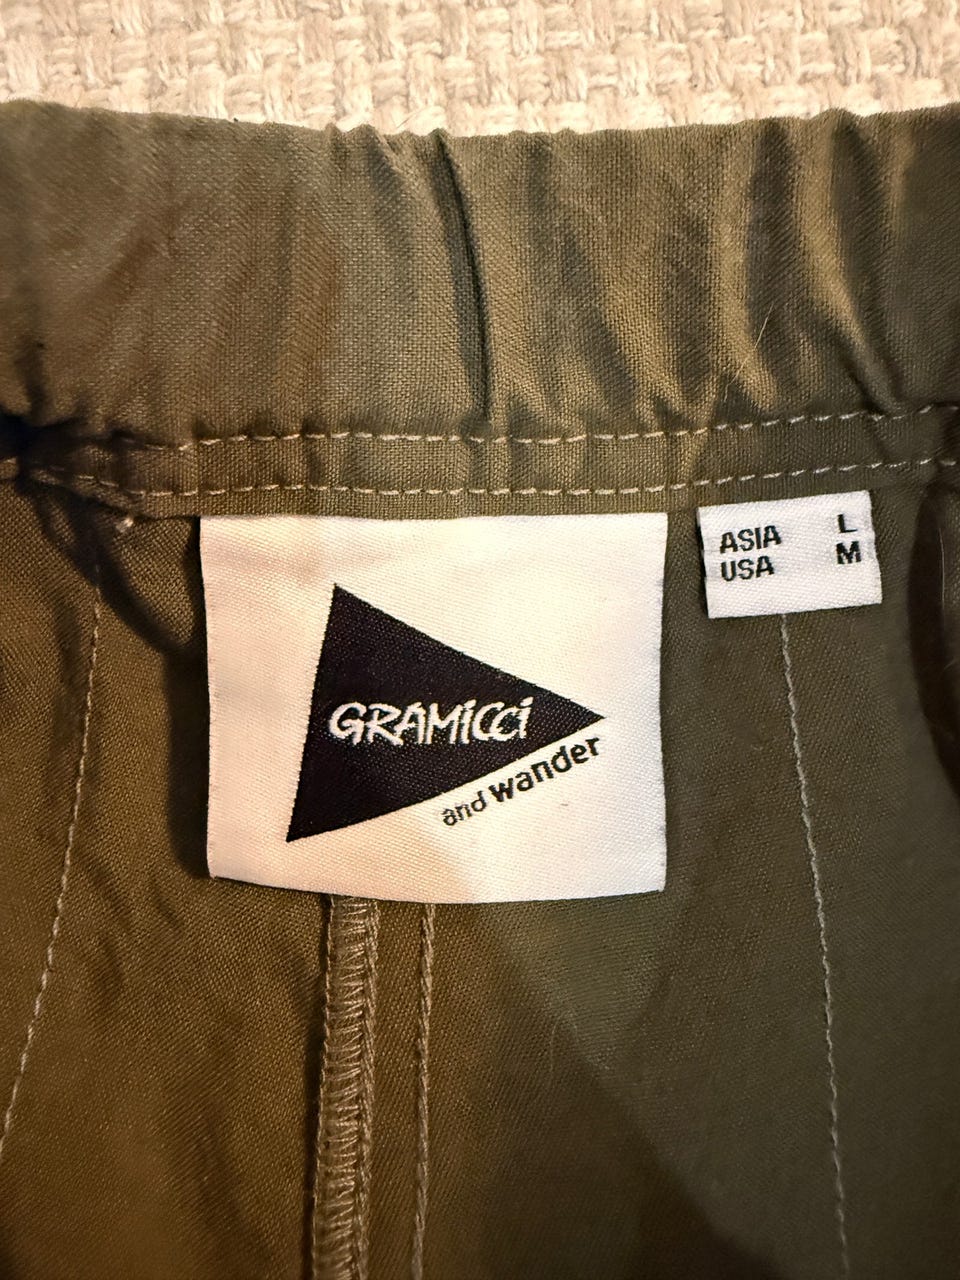 GRAMiCCi
and wander
ASIA L
USA M